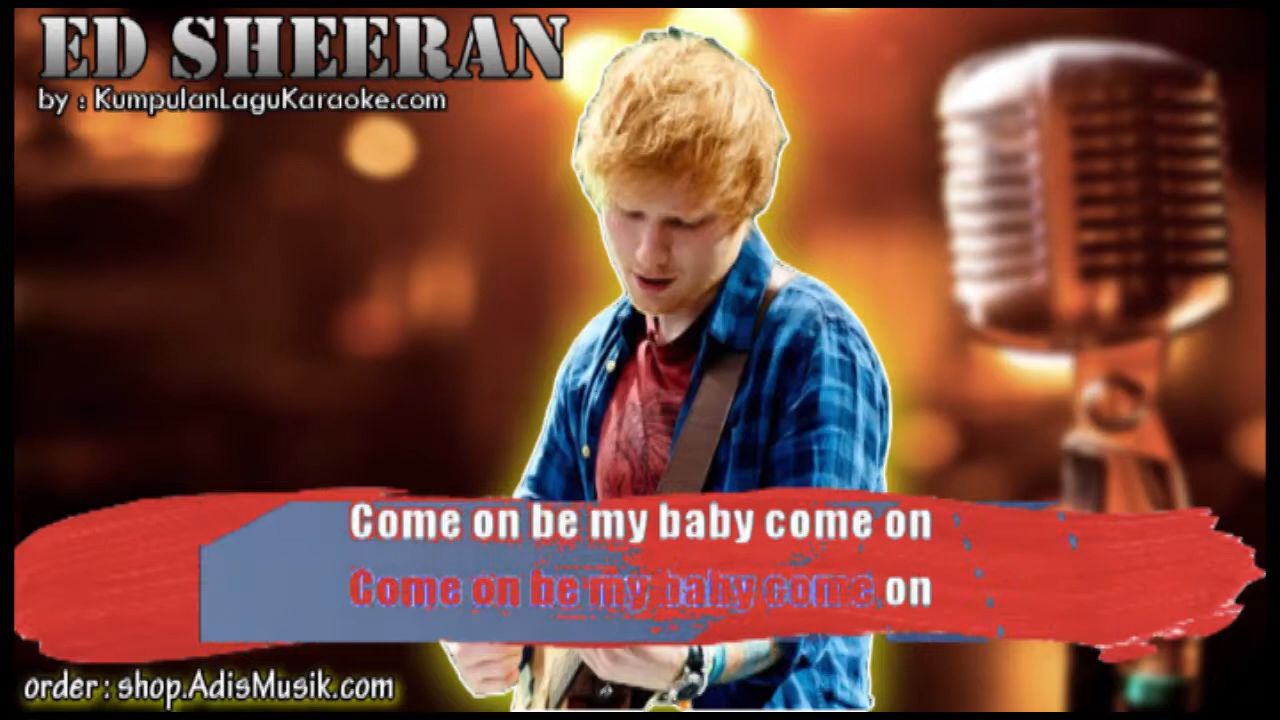 ED SHEERAN
by : KumpulanLaguKaraoke.com
Come on be my baby come on
Come on be my baby come on
order : shop.AdisMusik.com